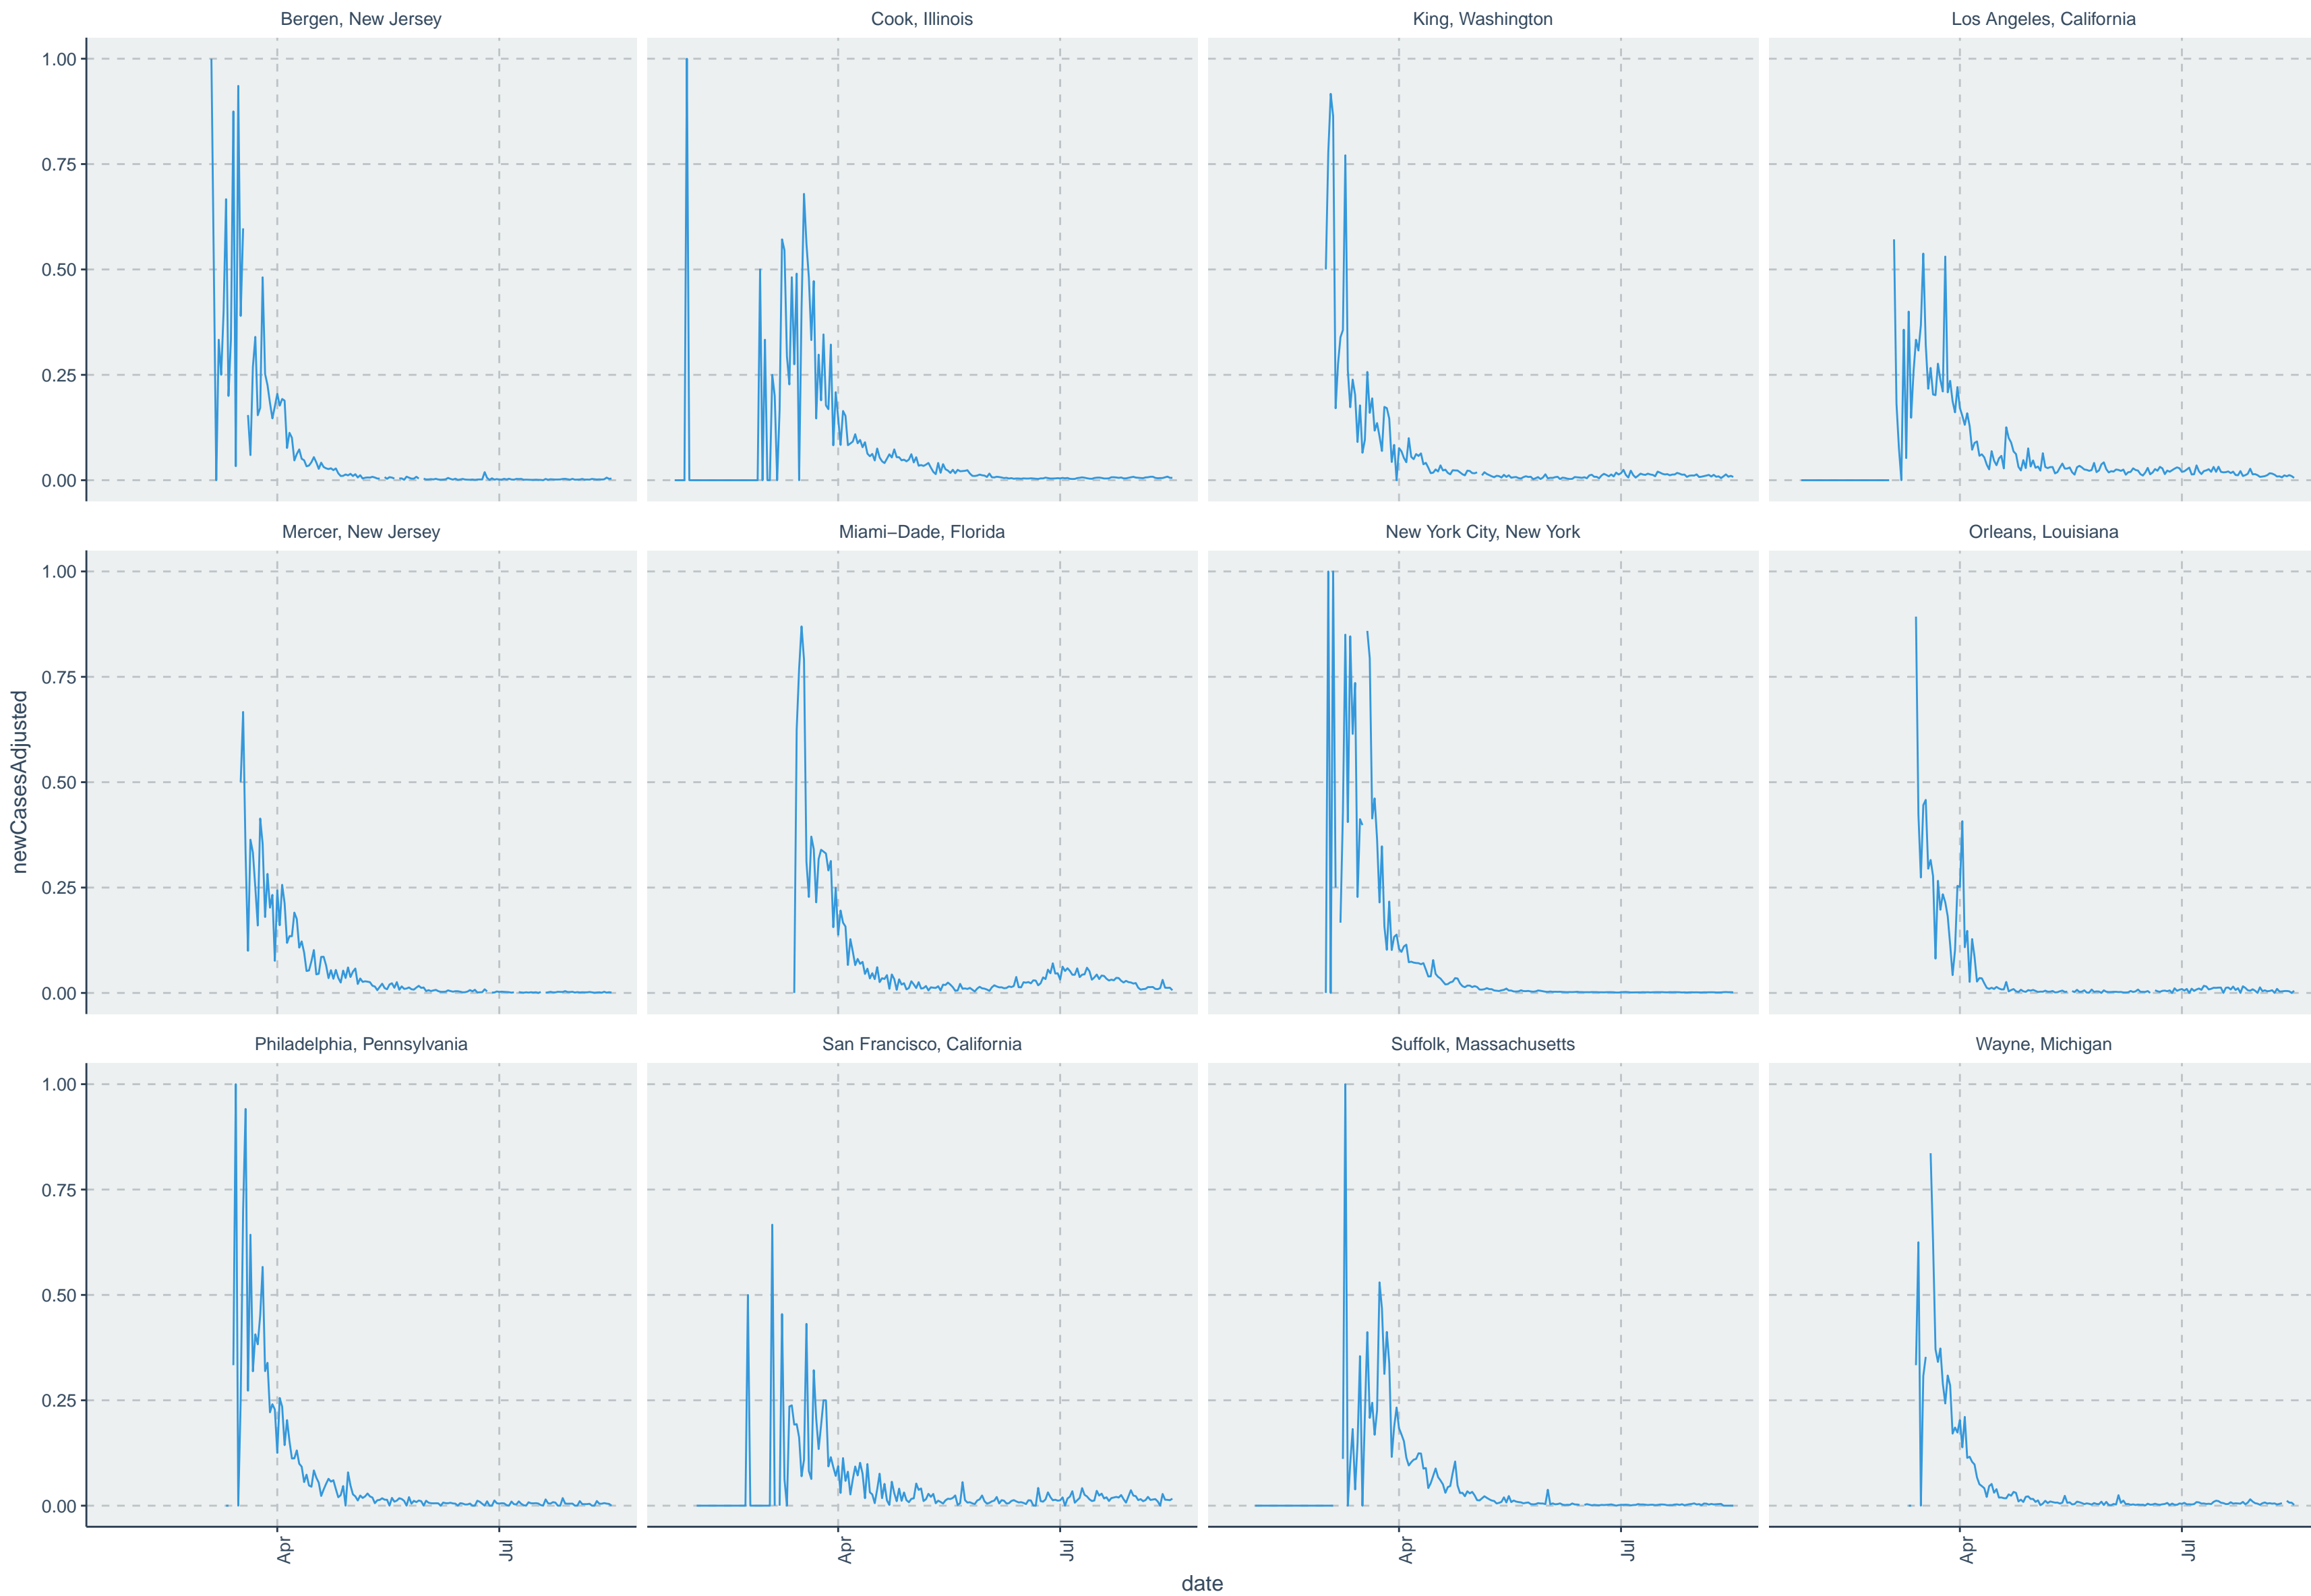 Bergen, New Jersey
Cook, Illinois
King, Washington
Los Angeles, California
1.00
0.75
0.50
0.25
0.00
Mercer, New Jersey
Miami−Dade, Florida
New York City, New York
Orleans, Louisiana
1.00
0.75
0.50
0.25
0.00
newCasesAdjusted
Philadelphia, Pennsylvania
San Francisco, California
Suffolk, Massachusetts
Wayne, Michigan
1.00
0.75
0.50
0.25
0.00
Apr
Jul
Apr
Jul
Apr
Jul
Apr
Jul
date